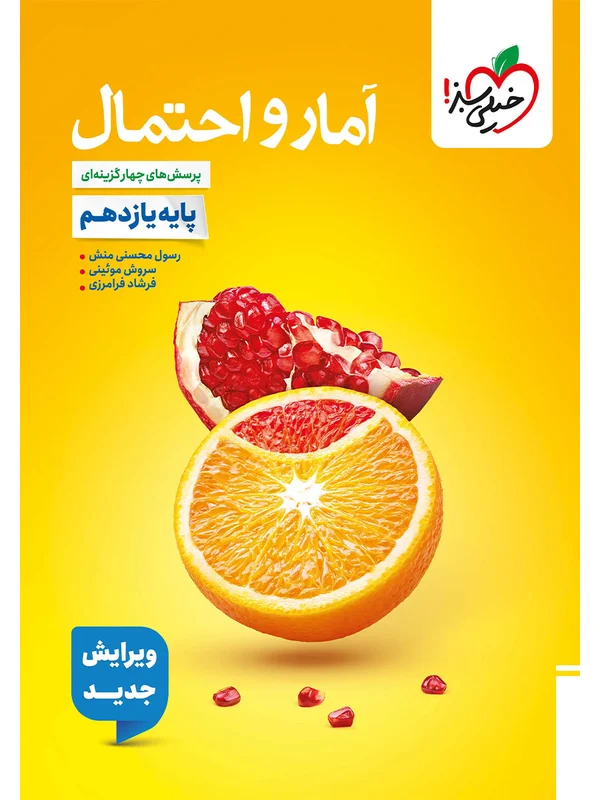 خیلی سبز!
آمار و احتمال
پرسش‌های چهارگزینه‌ای
پایه یازدهم
رسول محسنی منش
سروش موئینی
فرشاد فرامرزی
ویرایش
جدید